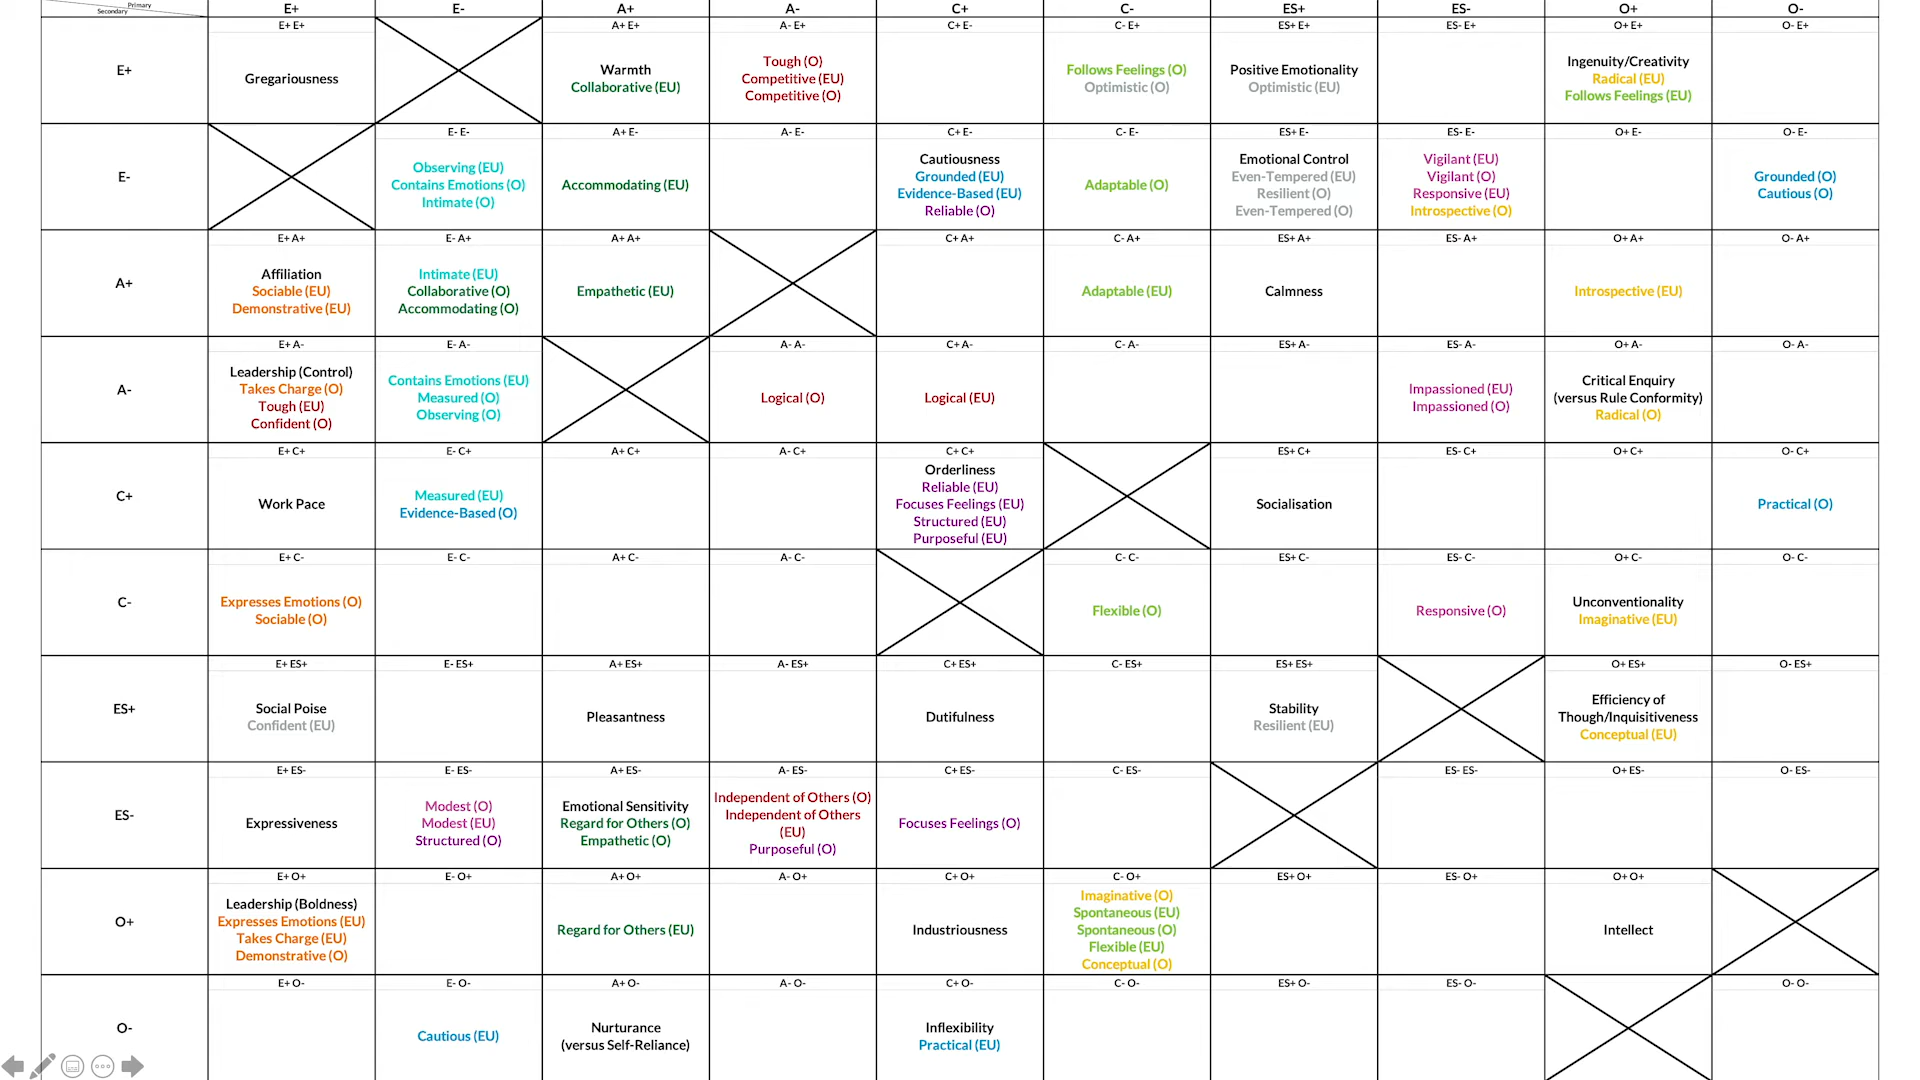 Primary
Secondary
E+
E-
A+
A-
C+
C-
ES+
ES-
O+
O-
E+
E+ E+
Gregariousness
A+ E+
Warmth
Collaborative (EU)
A- E+
Tough (O)
Competitive (EU)
Competitive (O)
C+ E-
C- E+
Follows Feelings (O)
Optimistic (O)
ES+ E+
Positive Emotionality
Optimistic (EU)
ES- E+
O+ E+
Ingenuity/Creativity
Radical (EU)
Follows Feelings (EU)
O- E+
E-
E- E-
Observing (EU)
Contains Emotions (O)
Intimate (O)
A+ E-
Accommodating (EU)
A- E-
C+ E-
Cautiousness
Grounded (EU)
Evidence-Based (EU)
Reliable (O)
C- E-
Adaptable (O)
ES+ E-
Emotional Control
Even-Tempered (EU)
Resilient (O)
Even-Tempered (O)
ES- E-
Vigilant (EU)
Vigilant (O)
Responsive (EU)
Introspective (O)
O+ E-
O- E-
Grounded (O)
Cautious (O)
A+
E+ A+
Affiliation
Sociable (EU)
Demonstrative (EU)
E- A+
Intimate (EU)
Collaborative (O)
Accommodating (O)
A+ A+
Empathetic (EU)
C+ A+
C- A+
Adaptable (EU)
ES+ A+
Calmness
ES- A+
O+ A+
Introspective (EU)
O- A+
A-
E+ A-
Leadership (Control)
Takes Charge (O)
Tough (EU)
Confident (O)
E- A-
Contains Emotions (EU)
Measured (O)
Observing (O)
A- A-
Logical (O)
C+ A-
Logical (EU)
C- A-
ES+ A-
ES- A-
Impassioned (EU)
Impassioned (O)
O+ A-
Critical Enquiry
(versus Rule Conformity)
Radical (O)
O- A-
C+
E+ C+
Work Pace
E- C+
Measured (EU)
Evidence-Based (O)
A+ C+
A- C+
C+ C+
Orderliness
Reliable (EU)
Focuses Feelings (EU)
Structured (EU)
Purposeful (EU)
ES+ C+
Socialisation
ES- C+
O+ C+
O- C+
Practical (O)
C-
E+ C-
Expresses Emotions (O)
Sociable (O)
E- C-
A+ C-
A- C-
C- C-
Flexible (O)
ES+ C-
ES- C-
Responsive (O)
O+ C-
Unconventionality
Imaginative (EU)
O- C-
ES+
E+ ES+
Social Poise
Confident (EU)
E- ES+
A+ ES+
Pleasantness
A- ES+
C+ ES+
Dutifulness
C- ES+
ES+ ES+
Stability
Resilient (EU)
O+ ES+
Efficiency of
Though/Inquisitiveness
Conceptual (EU)
O- ES+
ES-
E+ ES-
Expressiveness
E- ES-
Modest (O)
Modest (EU)
Structured (O)
A+ ES-
Emotional Sensitivity
Regard for Others (O)
Empathetic (O)
A- ES-
Independent of Others (O)
Independent of Others
(EU)
Purposeful (O)
C+ ES-
Focuses Feelings (O)
C- ES-
ES- ES-
O+ ES-
O- ES-
O+
E+ O+
Leadership (Boldness)
Expresses Emotions (EU)
Takes Charge (EU)
Demonstrative (O)
E- O+
A+ O+
Regard for Others (EU)
A- O+
C+ O+
Industriousness
C- O+
Imaginative (O)
Spontaneous (EU)
Spontaneous (O)
Flexible (EU)
Conceptual (O)
ES+ O+
ES- O+
O+ O+
Intellect
O-
E+ O-
E- O-
Cautious (EU)
A+ O-
Nurturance
(versus Self-Reliance)
A- O-
C+ O-
Inflexibility
Practical (EU)
C- O-
ES+ O-
ES- O-
O- O-